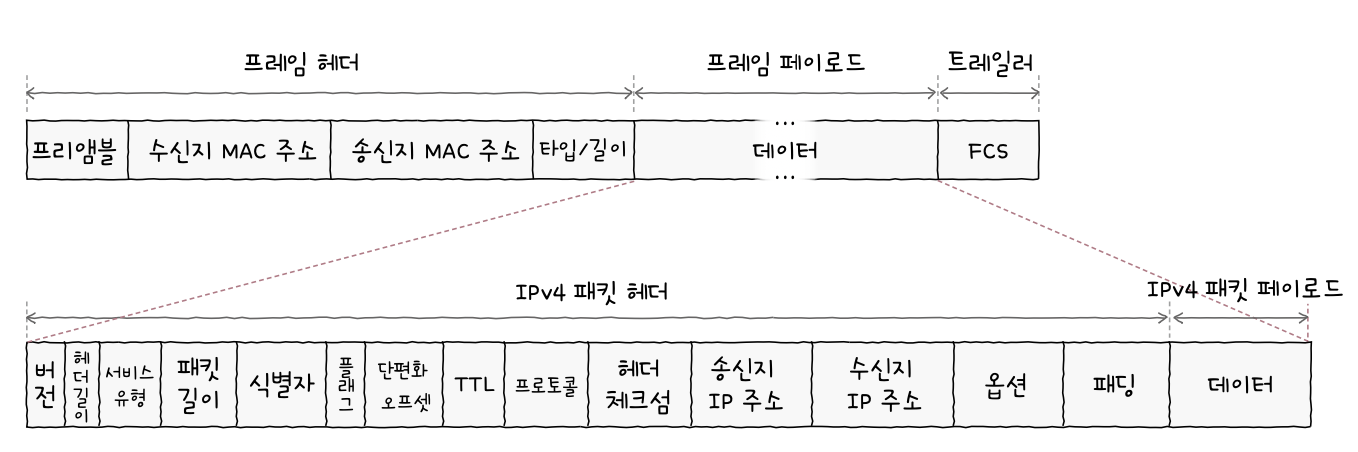 프레임 헤더
프레임 페이로드
트레일러
프리앰블
수신지 MAC 주소
송신지 MAC 주소
타입/길이
...
데이터
...
FCS
IPv4 패킷 헤더
IPv4 패킷 페이로드
버
전
헤
더
길
이
서비스
유형
패킷
길이
식별자
플
래
그
단편화
오프셋
TTL
프로토콜
헤더
체크섬
송신지
IP 주소
수신지
IP 주소
옵션
패딩
데이터